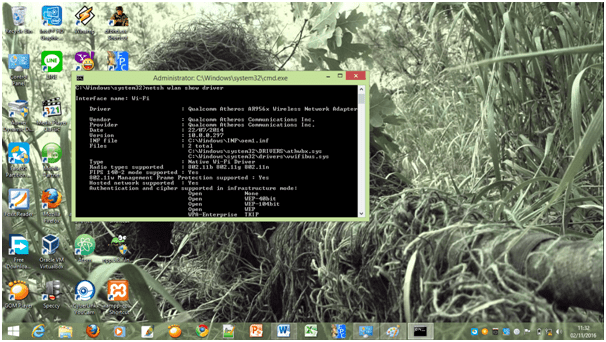 Administrator: C:\Windows\system32\cmd.exe
C:\Windows\system32>netsh wlan show driver
Interface name: Wi-Fi
Driver : Qualcomm Atheros AR956x Wireless Network Adapter
Vendor : Qualcomm Atheros Communications Inc.
Provider : Qualcomm Atheros Communications Inc.
Date : 22/07/2014
Version : 10.0.0.297
INF file : C:\Windows\INF\oem1.inf
Files : 2 total
C:\Windows\system32\DRIVERS\athwbx.sys
C:\Windows\system32\drivers\vwifibus.sys
Type : Native Wi-Fi Driver
Radio types supported : 802.11b 802.11g 802.11n
FIPS 140-2 mode supported : Yes
802.11w Management Frame Protection supported : Yes
Hosted network supported : Yes
Authentication and cipher supported in infrastructure mode:
Open None
Open WEP-40bit
Open WEP-104bit
Open WEP
WPA-Enterprise TKIP
Recycle Bin
LINE
Mozilla Firefox
Free
Oracle VM VirtualBox
Speccy
11:32
02/11/2016